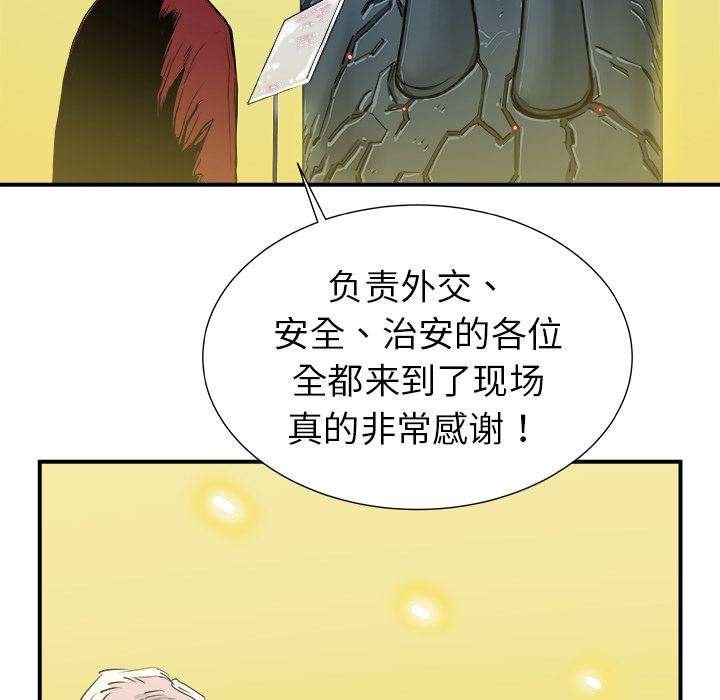 负责外交、
安全、治安的各位
全都来到了现场
真的非常感谢！